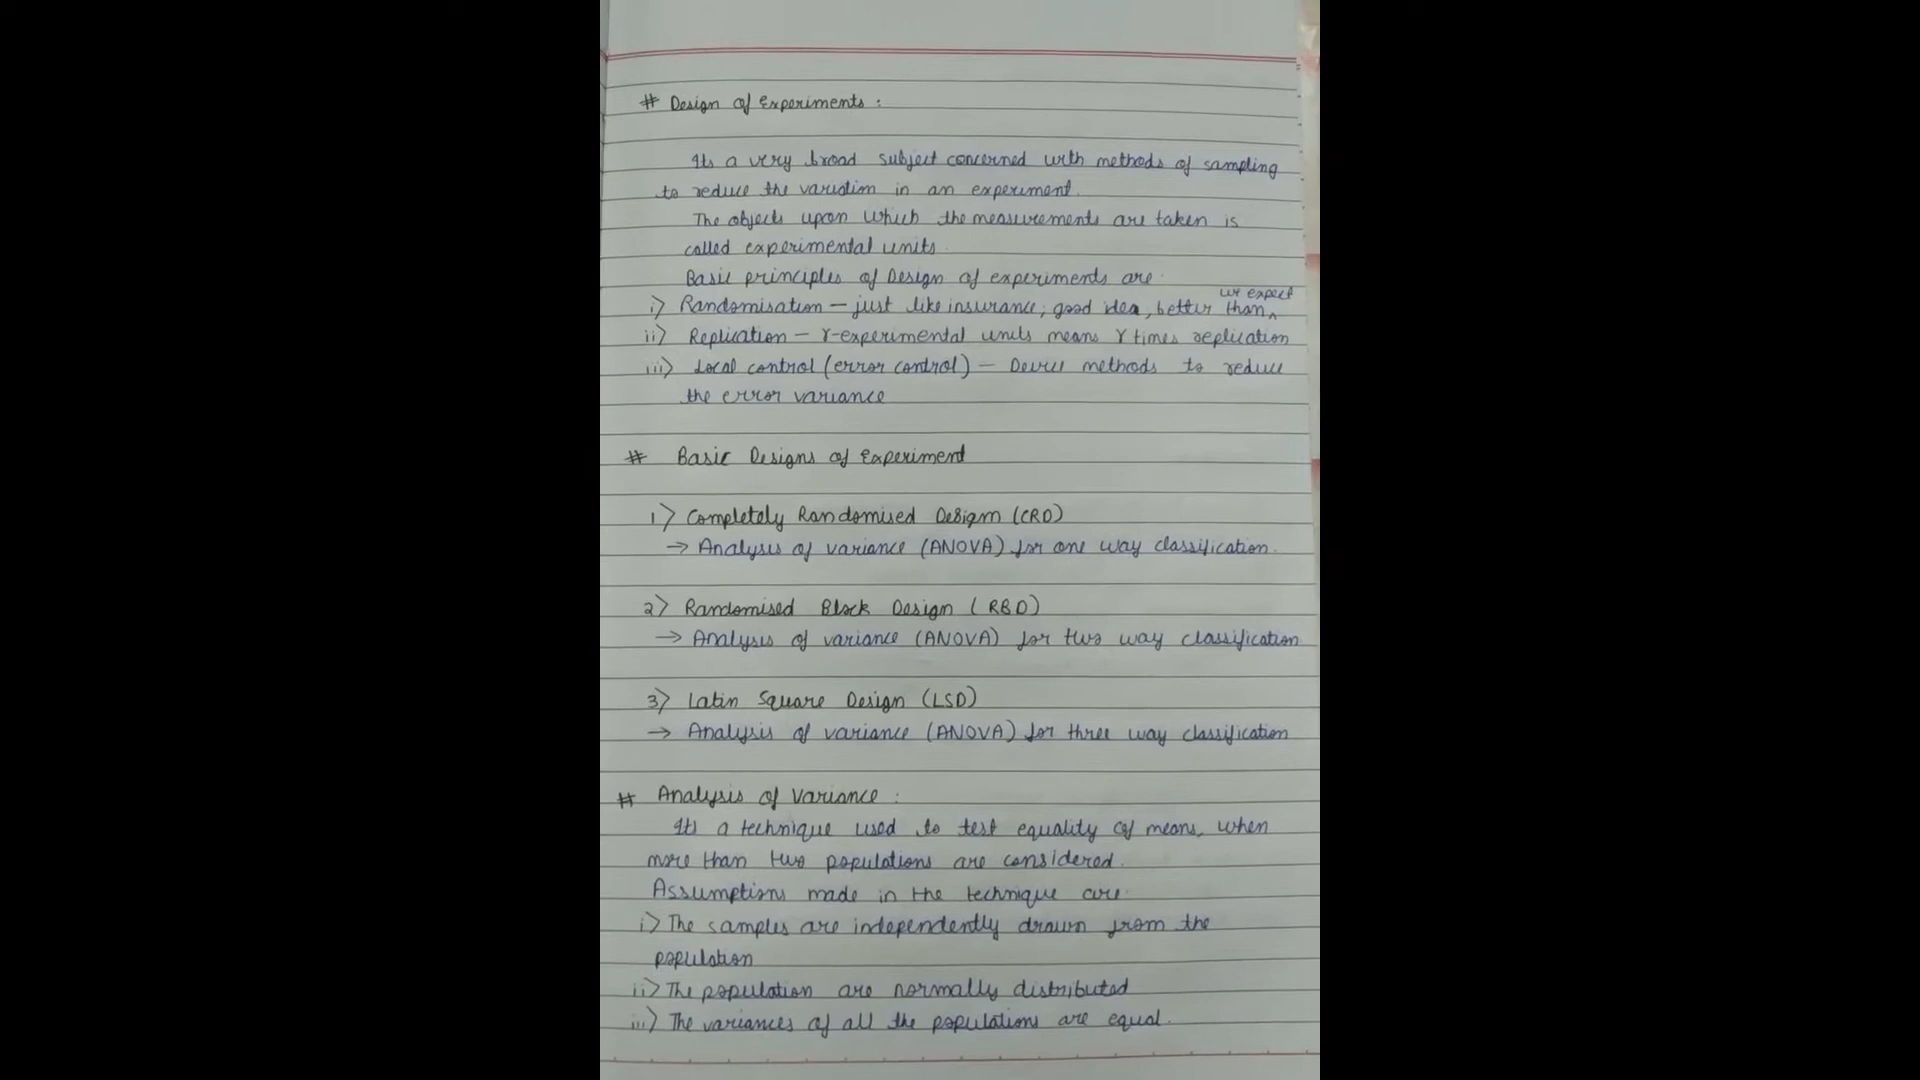 # Design of Experiments :
Its a very broad subject concerned with methods of sampling
to reduce the variation in an experiment.
The objects upon which the measurements are taken is
called experimental units.
Basic principles of Design of experiments are
we expect
i) Randomisation – just like insurance; good idea, better than^
ii) Replication – r-experimental units means r times replication
iii) Local control (error control) – Devise methods to reduce
the error variance
# Basic Designs of Experiment
1) Completely Randomised Design (CRD)
→ Analysis of variance (ANOVA) for one way classification.
2) Randomised Block Design (RBD)
→ Analysis of variance (ANOVA) for two way classification
3) Latin Square Design (LSD)
→ Analysis of variance (ANOVA) for three way classification
# Analysis of Variance :
Its a technique used to test equality of means, when
more than two populations are considered.
Assumptions made in the technique are
i) The samples are independently drawn from the
population
ii) The population are normally distributed
iii) The variances of all the populations are equal.